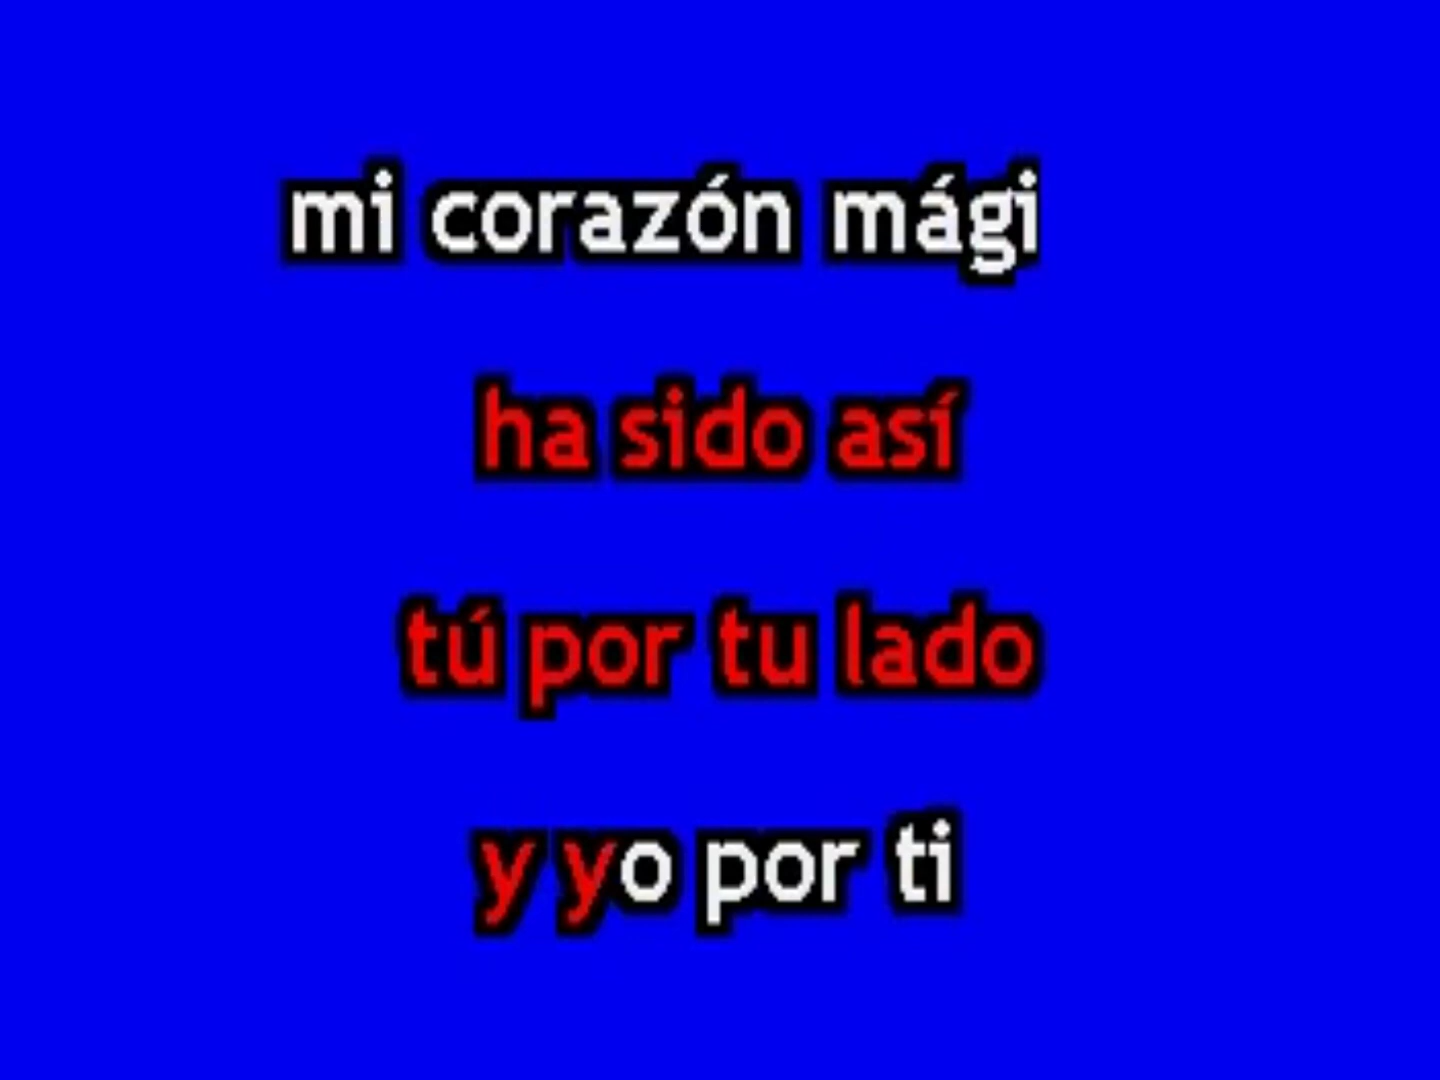 mi corazón mági
ha sido así
tú por tu lado
y yo por ti